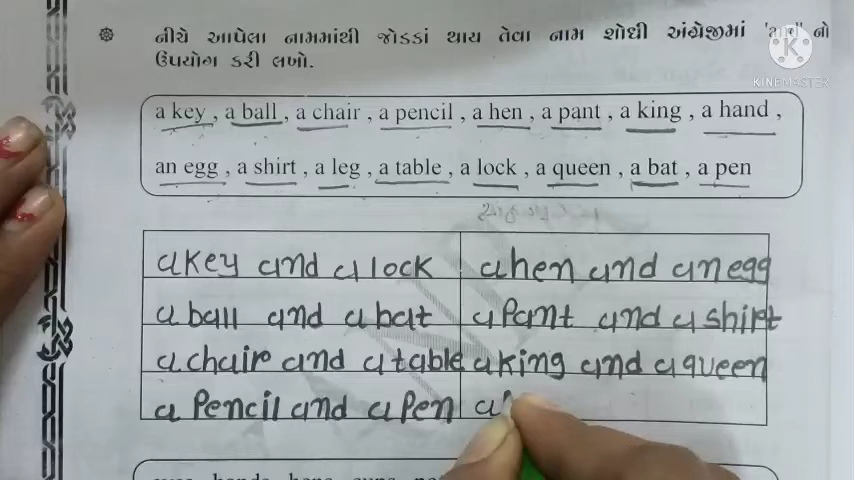 નીચે આપેલા નામમાંથી જોડકાં થાય તેવા નામ શોધી અંગ્રેજીમાં 'and' નો
ઉપયોગ કરી લખો.
KINEMASTER
a key , a ball , a chair , a pencil , a hen , a pant , a king , a hand ,
an egg , a shirt , a leg , a table , a lock , a queen , a bat , a pen
a key and a lock a hen and an egg
a ball and a bat a pant and a shirt
a chair and a table a king and a queen
a pencil and a pen a